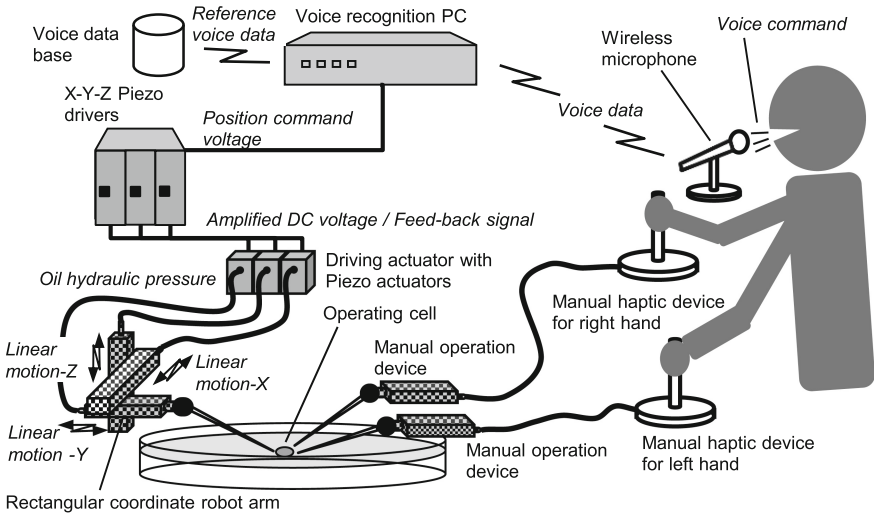 Voice data
base
Reference
voice data
Voice recognition PC
Wireless
microphone
Voice command
X-Y-Z Piezo
drivers
Position command
voltage
Voice data
Amplified DC voltage / Feed-back signal
Oil hydraulic pressure
Driving actuator with
Piezo actuators
Manual haptic device
for right hand
Operating cell
Linear
motion-Z
Linear
motion-X
Manual operation
device
Linear
motion -Y
Manual operation
device
Manual haptic device
for left hand
Rectangular coordinate robot arm